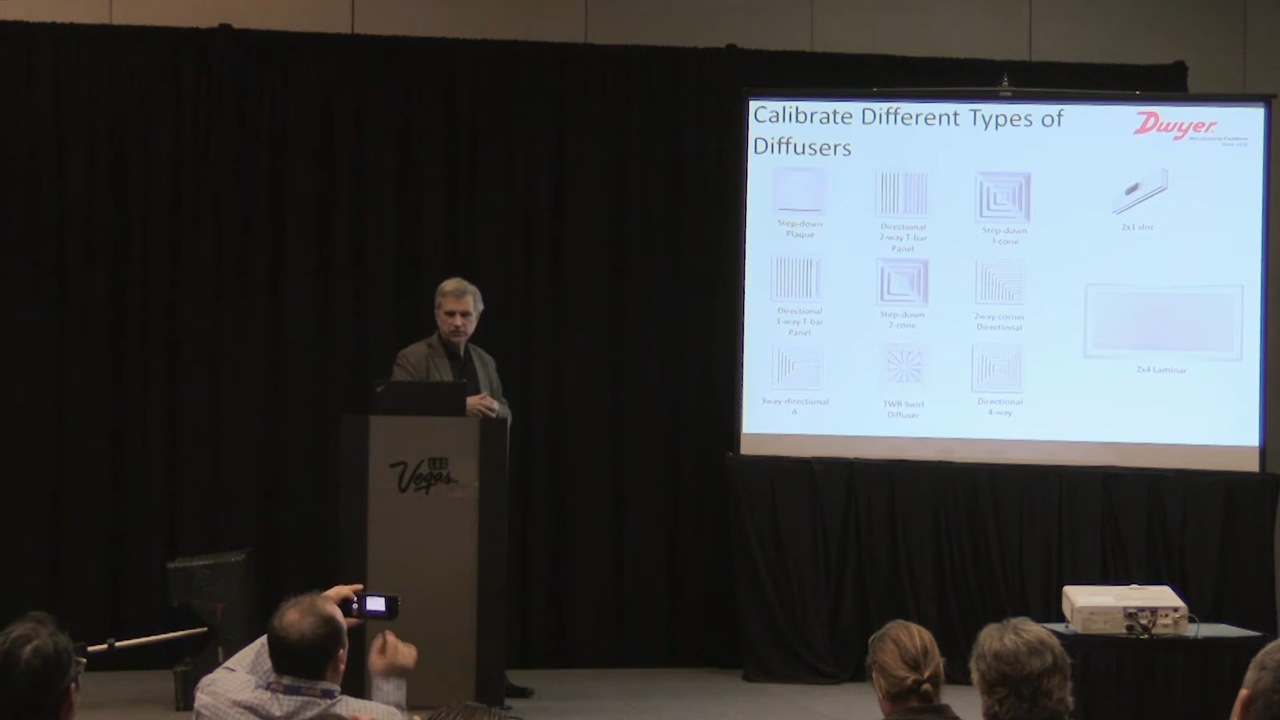 Calibrate Different Types of
Diffusers
Dwyer
Step-down
Plaque
Directional
2-way T-bar
Panel
Step-down
3-cone
2x1 slot
Directional
1-way T-bar
Panel
Step-down
2-cone
2way-corner
Directional
2x4 Laminar
3way-directional
TWR Swirl
Diffuser
Directional
4-way
LAS
Vegas